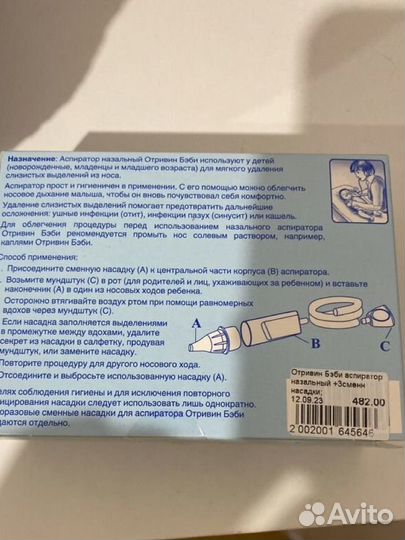 Назначение: Аспиратор назальный Отривин Бэби используют у детей
(новорожденные, младенцы и младшего возраста) для мягкого удаления
слизистых выделений из носа.
Аспиратор прост и гигиеничен в применении. С его помощью можно облегчить
носовое дыхание малыша, чтобы он вновь почувствовал себя комфортно.
Удаление слизистых выделений помогает предотвратить дальнейшие
осложнения: ушные инфекции (отит), инфекции пазух (синусит) или кашель.
Для облегчения процедуры перед использованием назального аспиратора
Отривин Бэби рекомендуется промыть нос солевым раствором, например,
каплями Отривин Бэби.
Способ применения:
Присоедините сменную насадку (А) к центральной части корпуса (В) аспиратора.
Возьмите мундштук (С) в рот (для родителей и лиц, ухаживающих за ребенком) и вставьте
наконечник (А) в один из носовых ходов ребенка.
Осторожно втягивайте воздух ртом при помощи равномерных
вдохов через мундштук (С).
Если насадка заполняется выделениями
в промежутке между вдохами, удалите
секрет из насадки в салфетку, продувая
мундштук, или замените насадку.
Повторите процедуру для другого носового хода.
Отсоедините и выбросьте использованную насадку (А).
елях соблюдения гигиены и для исключения повторного
ицирования насадки следует использовать лишь однократно.
оразовые сменные насадки для аспиратора Отривин Бэби
даются отдельно.
A
B
C
Отривин Бэби аспиратор
назальный +3сменн
насадки;
12.09.23 482.00
2 002001 645646
Avito